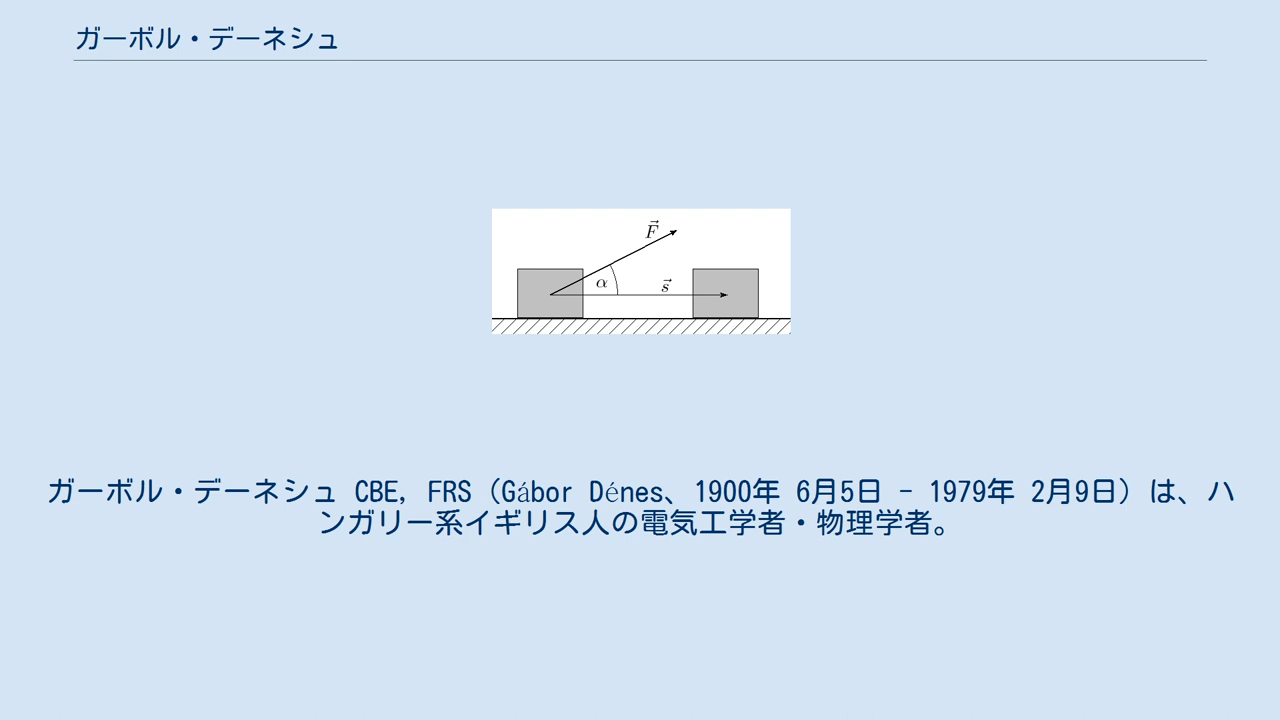 ガーボル・デーネシュ
F⃗
α
s⃗
ガーボル・デーネシュ CBE, FRS（Gábor Dénes、1900年 6月5日 - 1979年 2月9日）は、ハ
ンガリー系イギリス人の電気工学者・物理学者。